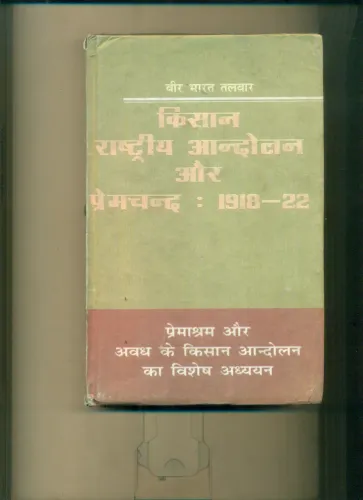 वीर भारत तलवार
किसान
राष्ट्रीय आन्दोलन
और
प्रेमचन्द : 1918-22
प्रेमाश्रम और
अवध के किसान आन्दोलन
का विशेष अध्ययन